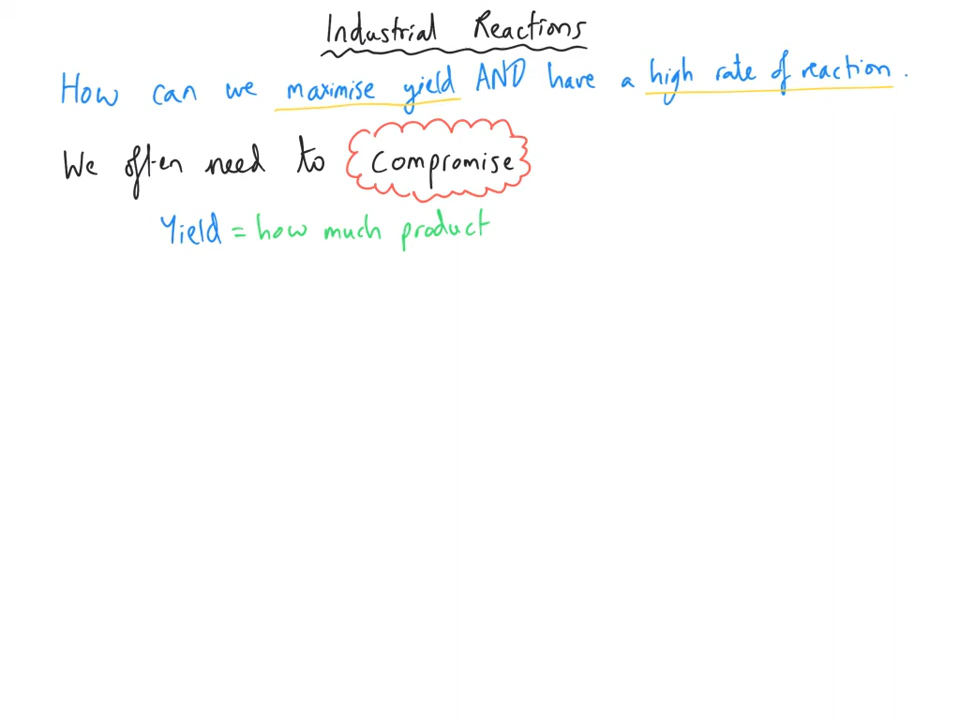 Industrial Reactions
How can we maximise yield AND have a high rate of reaction.
We often need to compromise
Yield = how much product